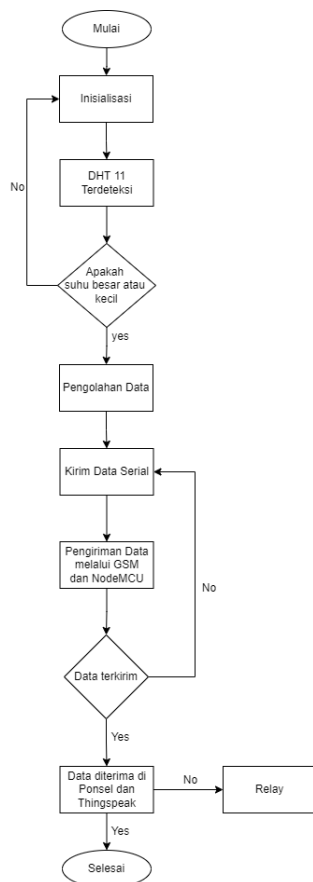 Mulai
Inisialisasi
No
DHT 11
Terdeteksi
Apakah
suhu besar atau
kecil
yes
Pengolahan Data
Kirim Data Serial
Pengiriman Data
melalui GSM
dan NodeMCU
No
Data terkirim
Yes
Data diterima di
Ponsel dan
Thingspeak
No
Relay
Yes
Selesai